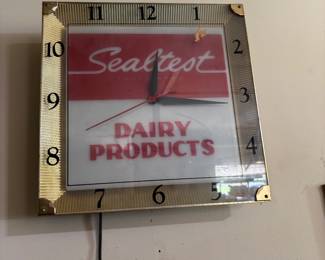 11 12 1
10 2
Sealtest
9 3
DAIRY
PRODUCTS
8 4
7 6 5